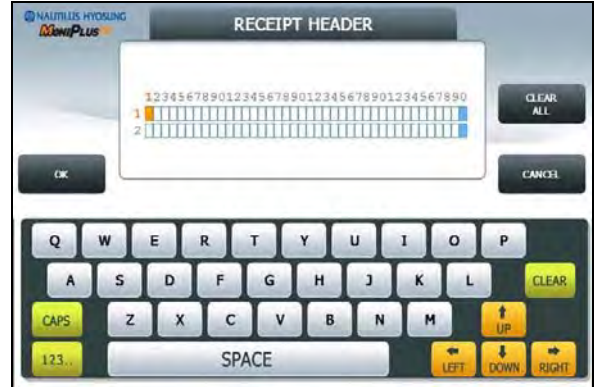 NAUTILUS HYOSUNG
MONIPLUS
RECEIPT HEADER
1234567890123456789012345678901234567890
1
2
CLEAR
ALL
OK
CANCEL
Q W E R T Y U I O P
A S D F G H J K L CLEAR
CAPS Z X C V B N M UP
123.. SPACE LEFT DOWN RIGHT